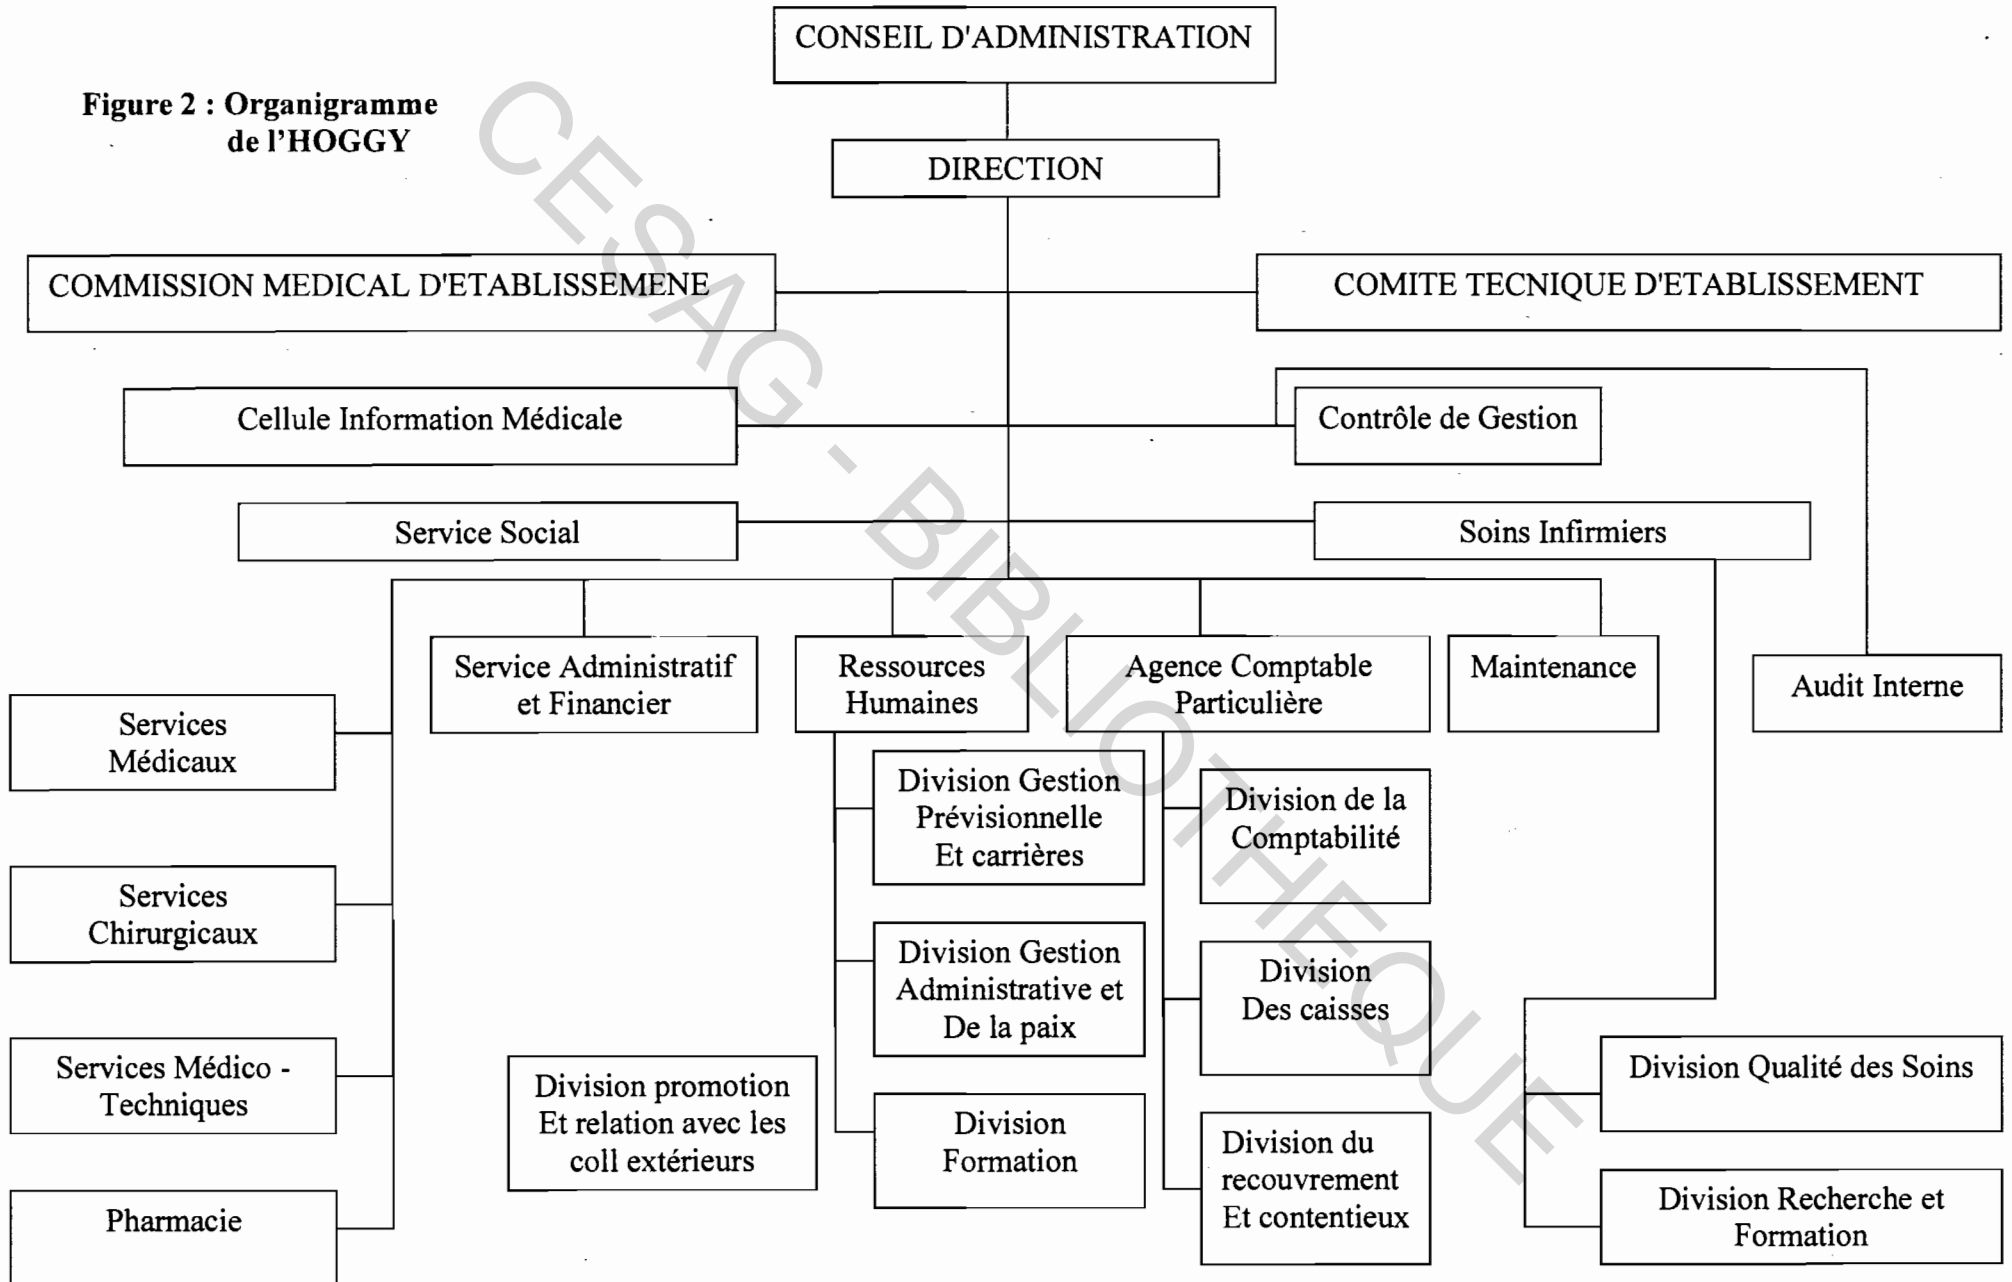 CONSEIL D'ADMINISTRATION
Figure 2 : Organigramme
de l'HOGGY
DIRECTION
COMMISSION MEDICAL D'ETABLISSEMENE
COMITE TECNIQUE D'ETABLISSEMENT
Cellule Information Médicale
Contrôle de Gestion
Service Social
Soins Infirmiers
Service Administratif
et Financier
Ressources
Humaines
Agence Comptable
Particulière
Maintenance
Audit Interne
Services
Médicaux
Division Gestion
Prévisionnelle
Et carrières
Division de la
Comptabilité
Services
Chirurgicaux
Division Gestion
Administrative et
De la paix
Division
Des caisses
Services Médico -
Techniques
Division promotion
Et relation avec les
coll extérieurs
Division
Formation
Division du
recouvrement
Et contentieux
Division Qualité des Soins
Pharmacie
Division Recherche et
Formation
CESAG - BIBLIOTHEQUE